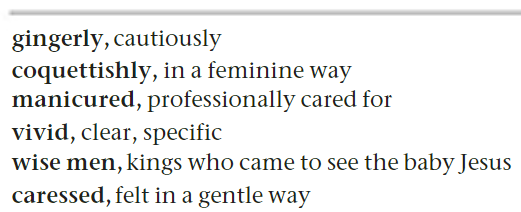 gingerly, cautiously
coquettishly, in a feminine way
manicured, professionally cared for
vivid, clear, specific
wise men, kings who came to see the baby Jesus
caressed, felt in a gentle way